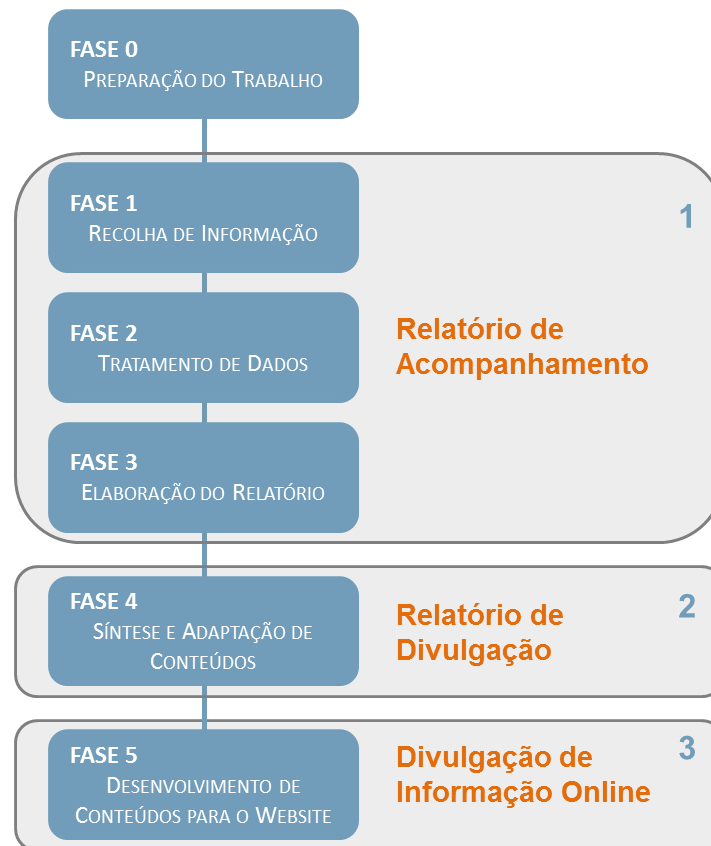 FASE 0
PREPARAÇÃO DO TRABALHO
FASE 1
RECOLHA DE INFORMAÇÃO
1
FASE 2
TRATAMENTO DE DADOS
Relatório de
Acompanhamento
FASE 3
ELABORAÇÃO DO RELATÓRIO
FASE 4
SÍNTESE E ADAPTAÇÃO DE
CONTEÚDOS
Relatório de
Divulgação
2
FASE 5
DESENVOLVIMENTO DE
CONTEÚDOS PARA O WEBSITE
Divulgação de
Informação Online
3